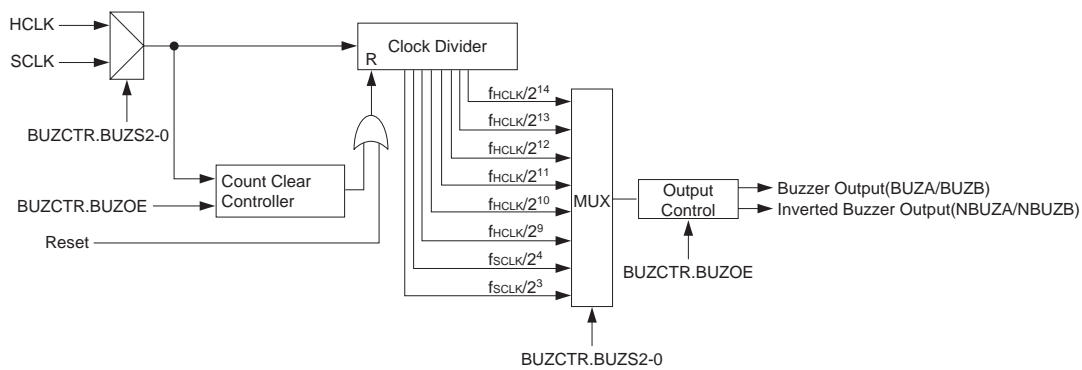 HCLK
SCLK
BUZCTR.BUZS2-0
Clock Divider
R
Count Clear
Controller
BUZCTR.BUZOE
Reset
fHCLK/2¹⁴
fHCLK/2¹³
fHCLK/2¹²
fHCLK/2¹¹
fHCLK/2¹⁰
fHCLK/2⁹
fSCLK/2⁴
fSCLK/2³
MUX
BUZCTR.BUZS2-0
Output
Control
BUZCTR.BUZOE
Buzzer Output(BUZA/BUZB)
Inverted Buzzer Output(NBUZA/NBUZB)